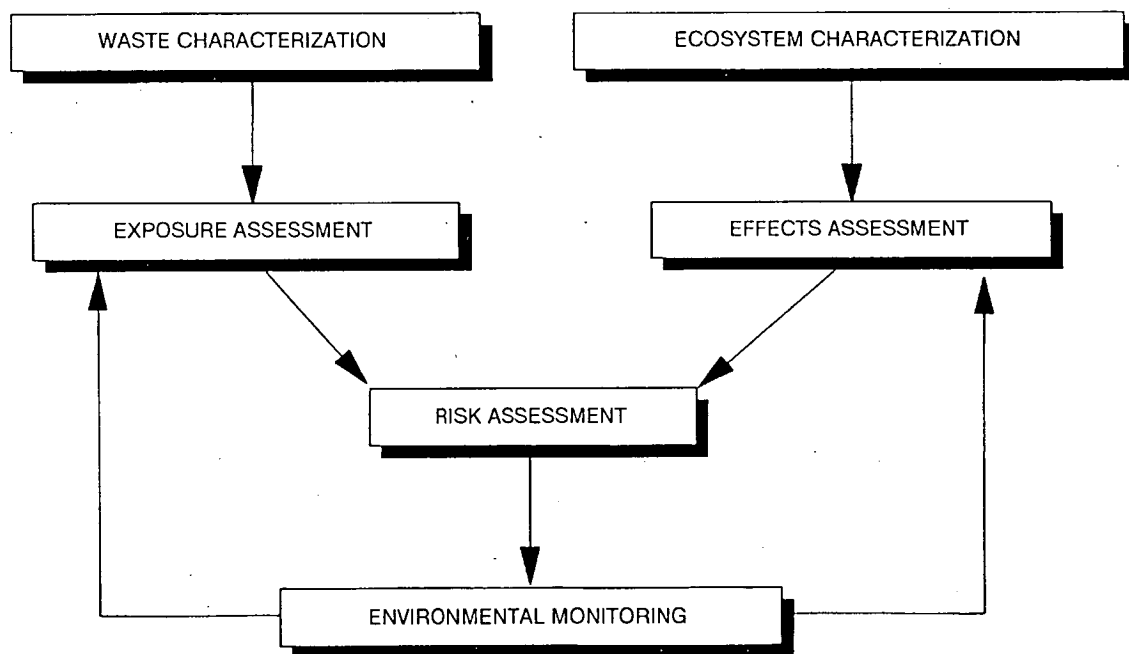 WASTE CHARACTERIZATION
ECOSYSTEM CHARACTERIZATION
EXPOSURE ASSESSMENT
EFFECTS ASSESSMENT
RISK ASSESSMENT
ENVIRONMENTAL MONITORING